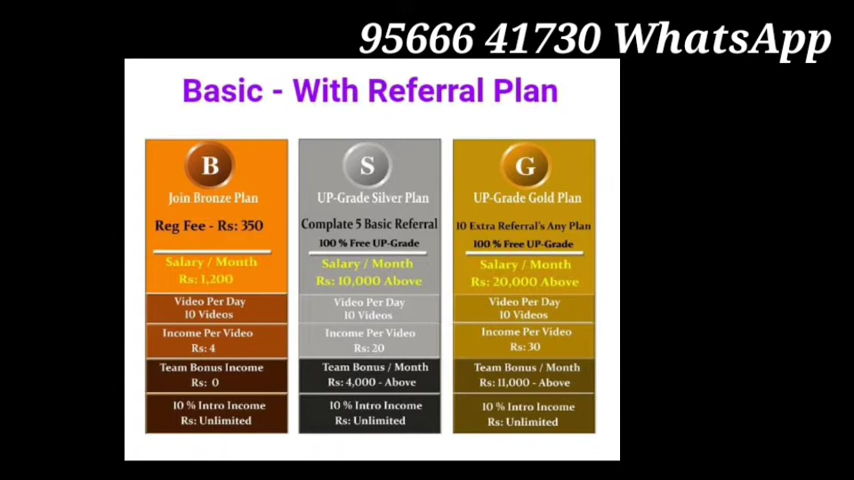 95666 41730 WhatsApp
Basic - With Referral Plan
B
Join Bronze Plan
Reg Fee - Rs: 350
Salary / Month
Rs: 1,200
Video Per Day
10 Videos
Income Per Video
Rs: 4
Team Bonus Income
Rs: 0
10 % Intro Income
Rs: Unlimited
S
UP-Grade Silver Plan
Complate 5 Basic Referral
100 % Free UP-Grade
Salary / Month
Rs: 10,000 Above
Video Per Day
10 Videos
Income Per Video
Rs: 20
Team Bonus / Month
Rs: 4,000 - Above
10 % Intro Income
Rs: Unlimited
G
UP-Grade Gold Plan
10 Extra Referral's Any Plan
100 % Free UP-Grade
Salary / Month
Rs: 20,000 Above
Video Per Day
10 Videos
Income Per Video
Rs: 30
Team Bonus / Month
Rs: 11,000 - Above
10 % Intro Income
Rs: Unlimited